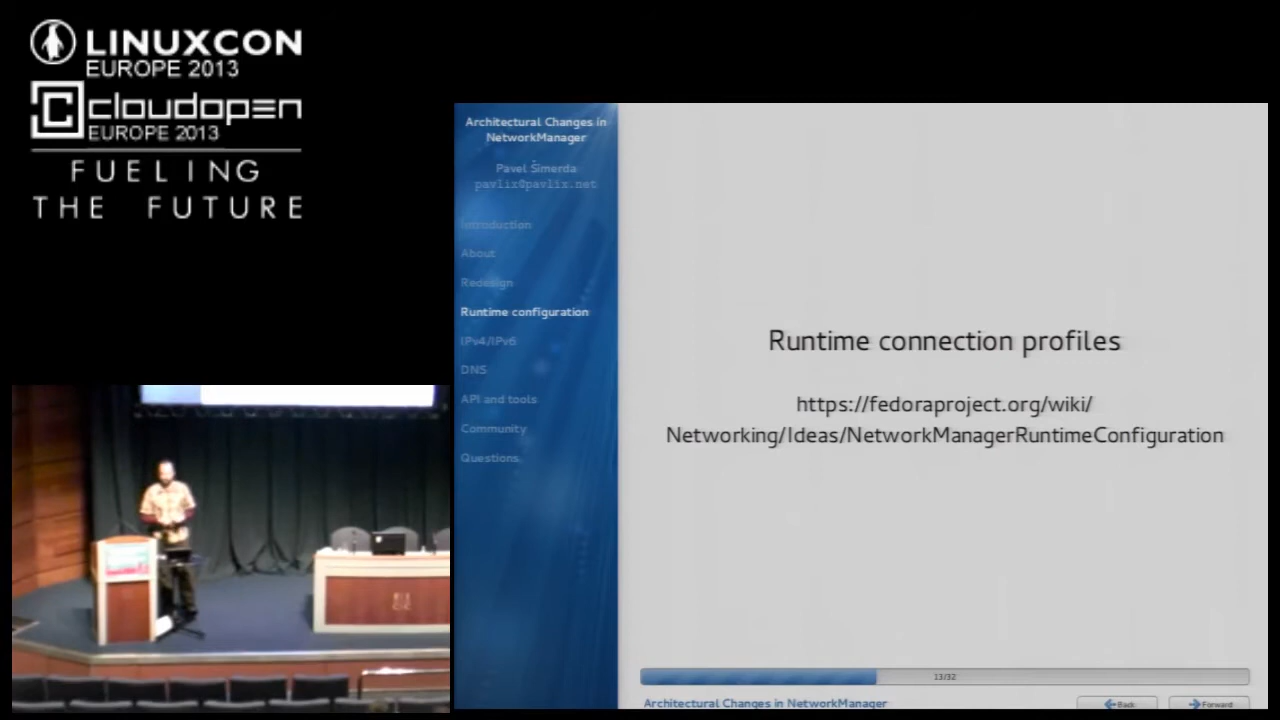 LINUXCON
EUROPE 2013
cloudopen
EUROPE 2013
FUELING
THE FUTURE
Architectural Changes in
NetworkManager
Pavel Šimerda
pavlix@pavlix.net
Introduction
About
Redesign
Runtime configuration
IPv4/IPv6
DNS
API and tools
Community
Questions
Runtime connection profiles
https://fedoraproject.org/wiki/
Networking/Ideas/NetworkManagerRuntimeConfiguration
13/32
Architectural Changes in NetworkManager
Back
Forward